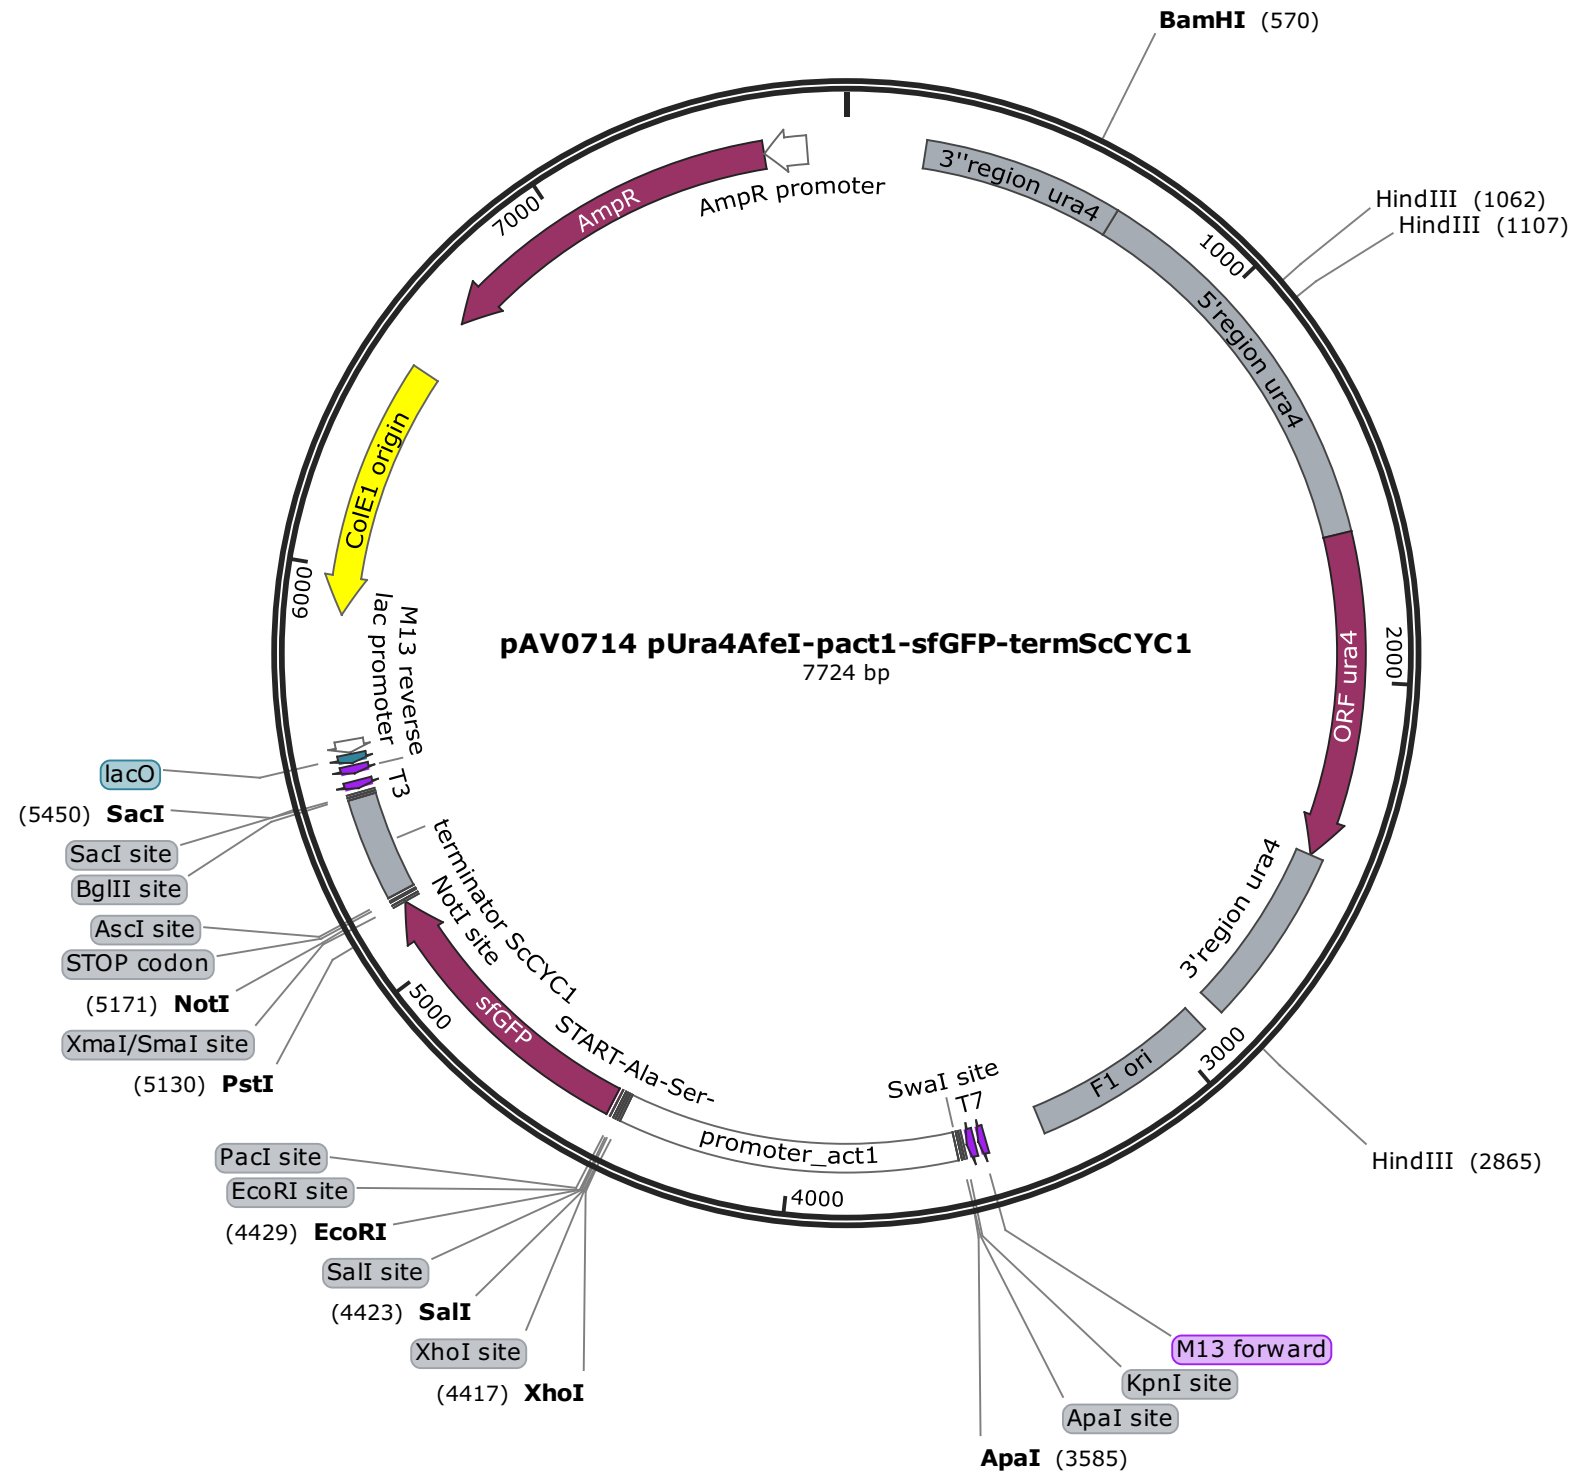 BamHI (570)
HindIII (1062)
HindIII (1107)
3''region ura4
AmpR promoter
AmpR
7000
1000
5'region ura4
ColE1 origin
6000
2000
ORF ura4
pAV0714 pUra4AfeI-pact1-sfGFP-termScCYC1
7724 bp
M13 reverse
lac promoter
lacO
T3
(5450) SacI
SacI site
BglII site
terminator ScCYC1
NotI site
3'region ura4
AscI site
STOP codon
(5171) NotI
XmaI/SmaI site
(5130) PstI
5000
sfGFP
START-Ala-Ser-
3000
F1 ori
SwaI site
T7
promoter_act1
4000
PacI site
EcoRI site
(4429) EcoRI
SalI site
(4423) SalI
XhoI site
(4417) XhoI
HindIII (2865)
M13 forward
KpnI site
ApaI site
ApaI (3585)